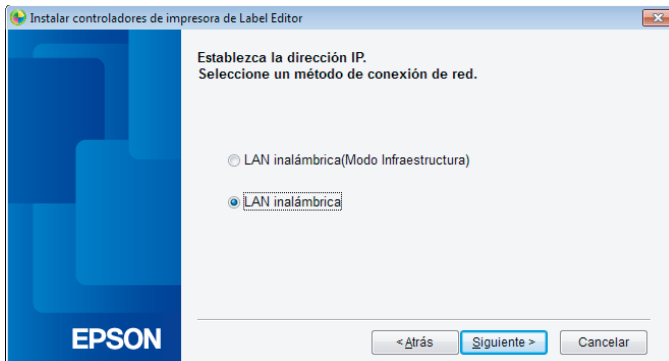 Instalar controladores de impresora de Label Editor
Establezca la dirección IP.
Seleccione un método de conexión de red.
LAN inalámbrica(Modo Infraestructura)
LAN inalámbrica
EPSON
< Atrás
Siguiente >
Cancelar